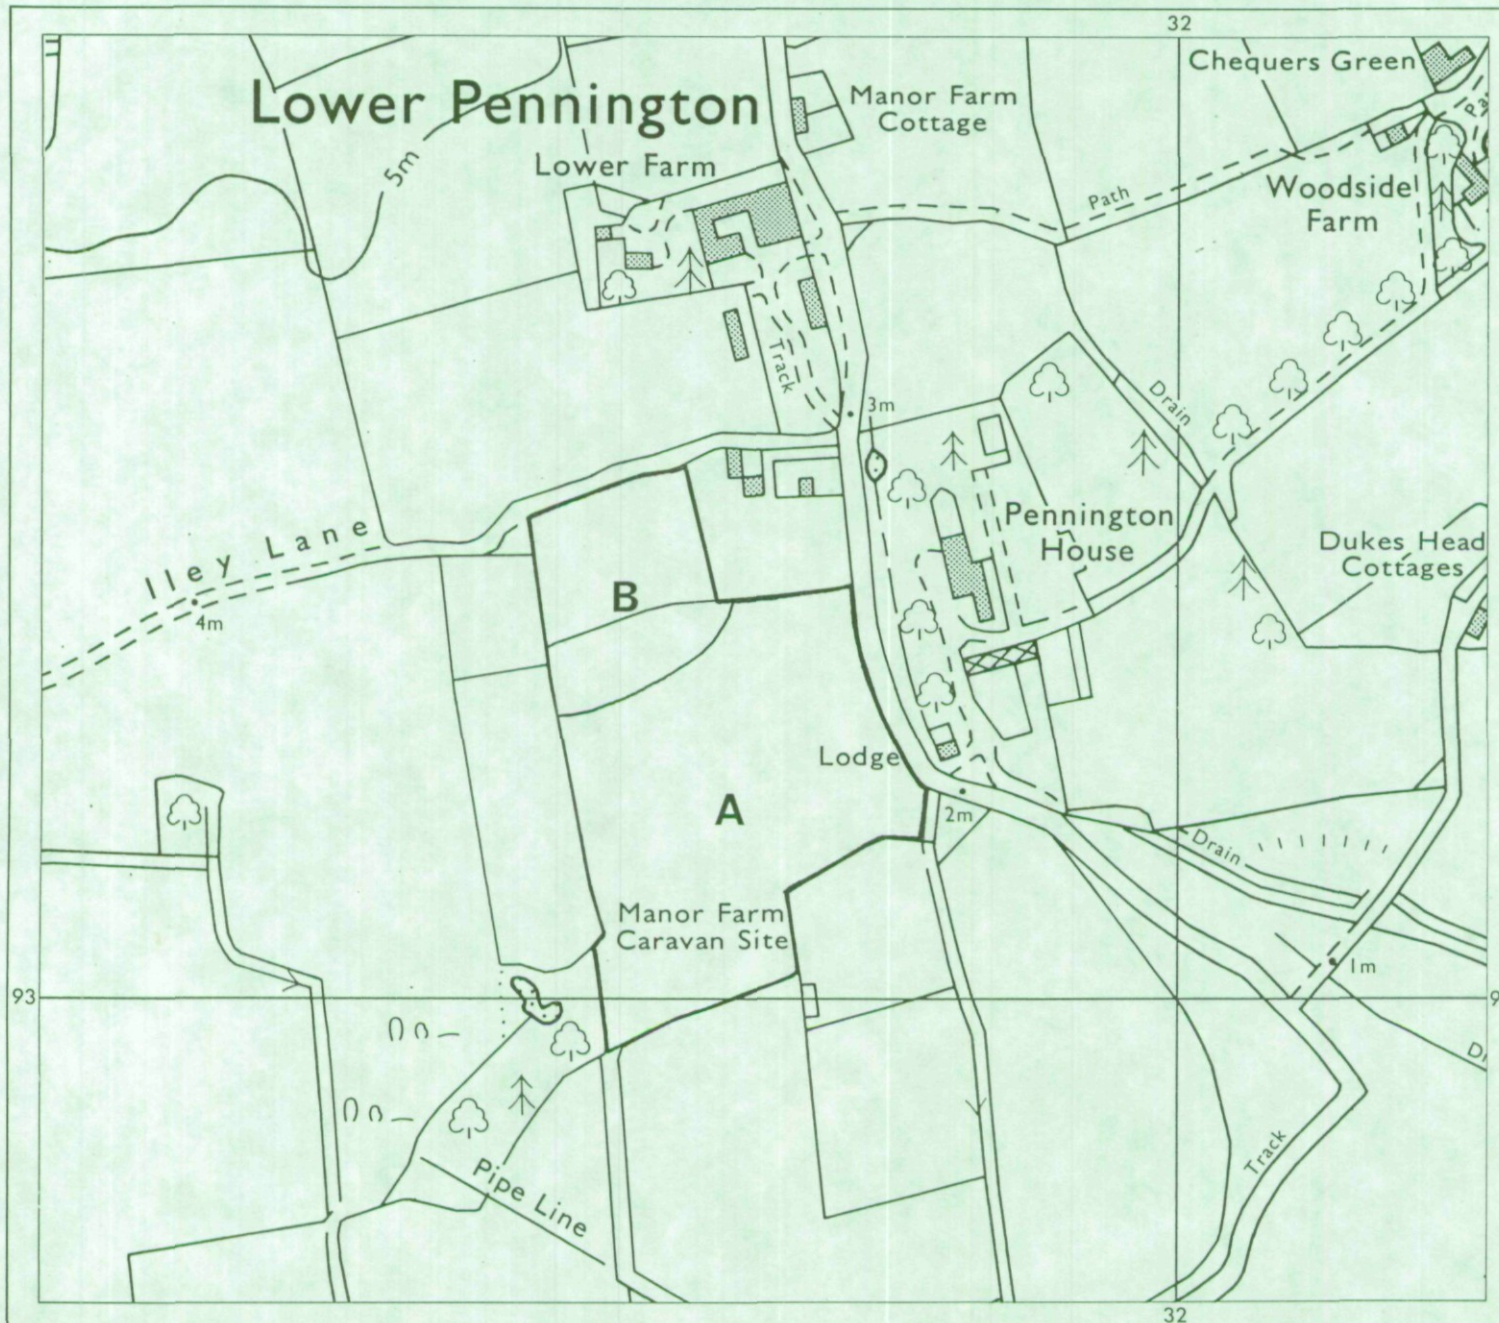 32
Chequers Green
Lower Pennington
Manor Farm
Cottage
Lower Farm
5m
Path
Woodside
Farm
Track
3m
Drain
Iley Lane
Pennington
House
Dukes Head
Cottages
B
4m
Lodge
A
2m
Drain
Manor Farm
Caravan Site
1m
93
Track
Pipe Line
32